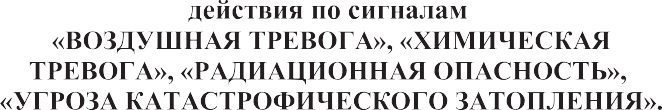 действия по сигналам
«ВОЗДУШНАЯ ТРЕВОГА», «ХИМИЧЕСКАЯ
ТРЕВОГА», «РАДИАЦИОННАЯ ОПАСНОСТЬ»,
«УГРОЗА КАТАСТРОФИЧЕСКОГО ЗАТОПЛЕНИЯ».